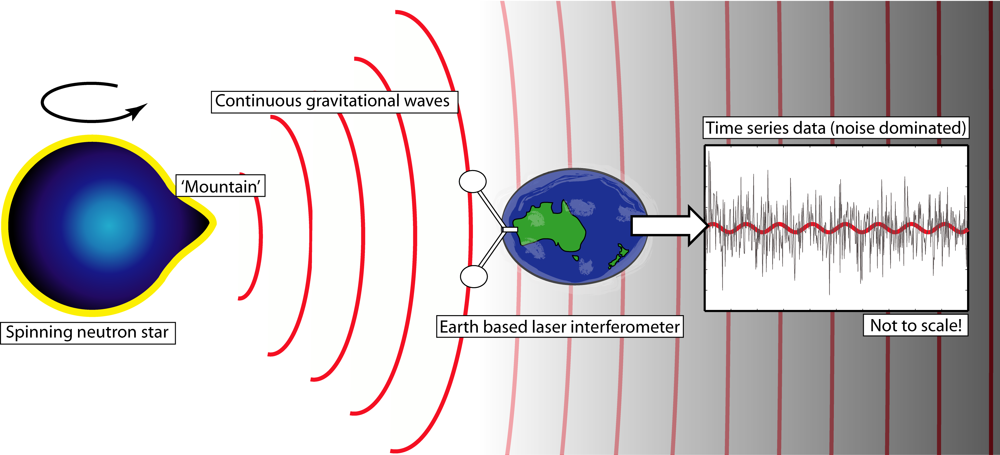 Continuous gravitational waves
Time series data (noise dominated)
‘Mountain’
Earth based laser interferometer
Not to scale!
Spinning neutron star